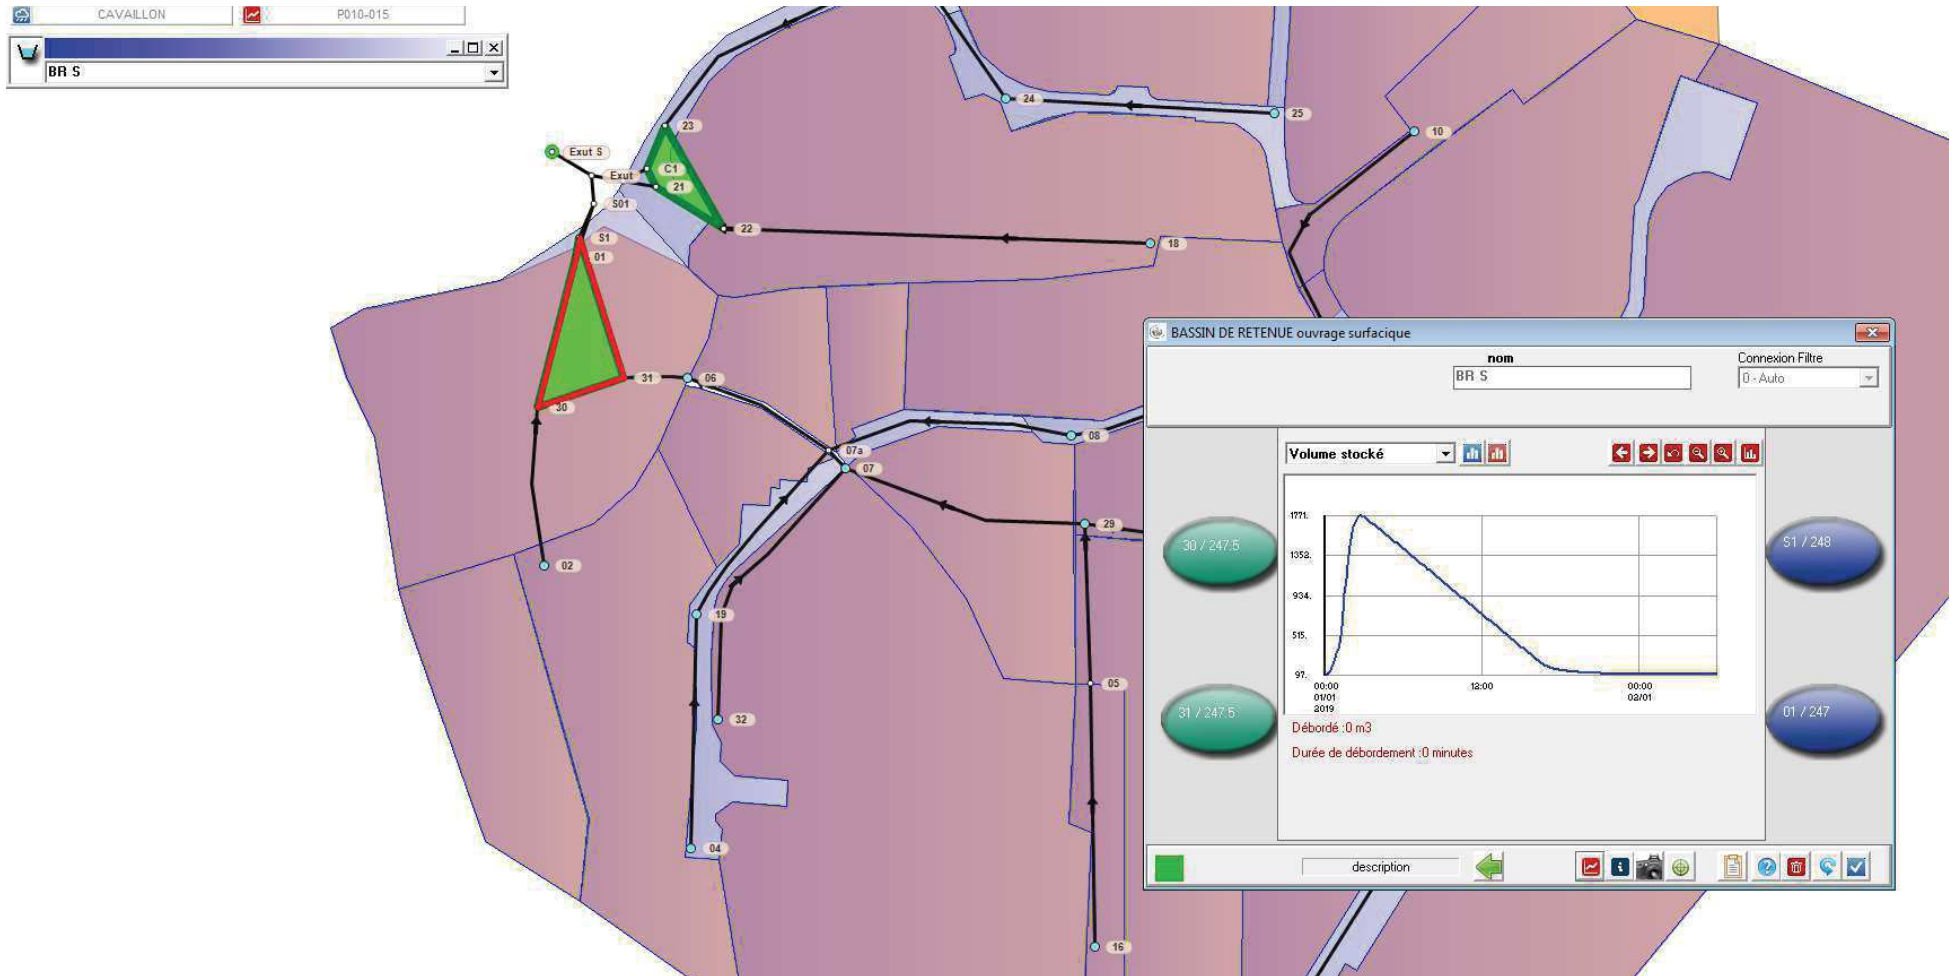 CAVAILLON
P010-015
BR S
23
24
25
10
Exut S
C1
Exut
21
S01
22
S1
18
01
31
06
30
08
07a
07
29
02
19
05
32
04
16
BASSIN DE RETENUE ouvrage surfacique
nom
Connexion Filtre
BR S
0 - Auto
Volume stocké
1771.
1352.
934.
515.
97.
00:00
12:00
00:00
01/01
02/01
2019
30 / 247.5
S1 / 248
31 / 247.5
01 / 247
Débordé :0 m3
Durée de débordement :0 minutes
description